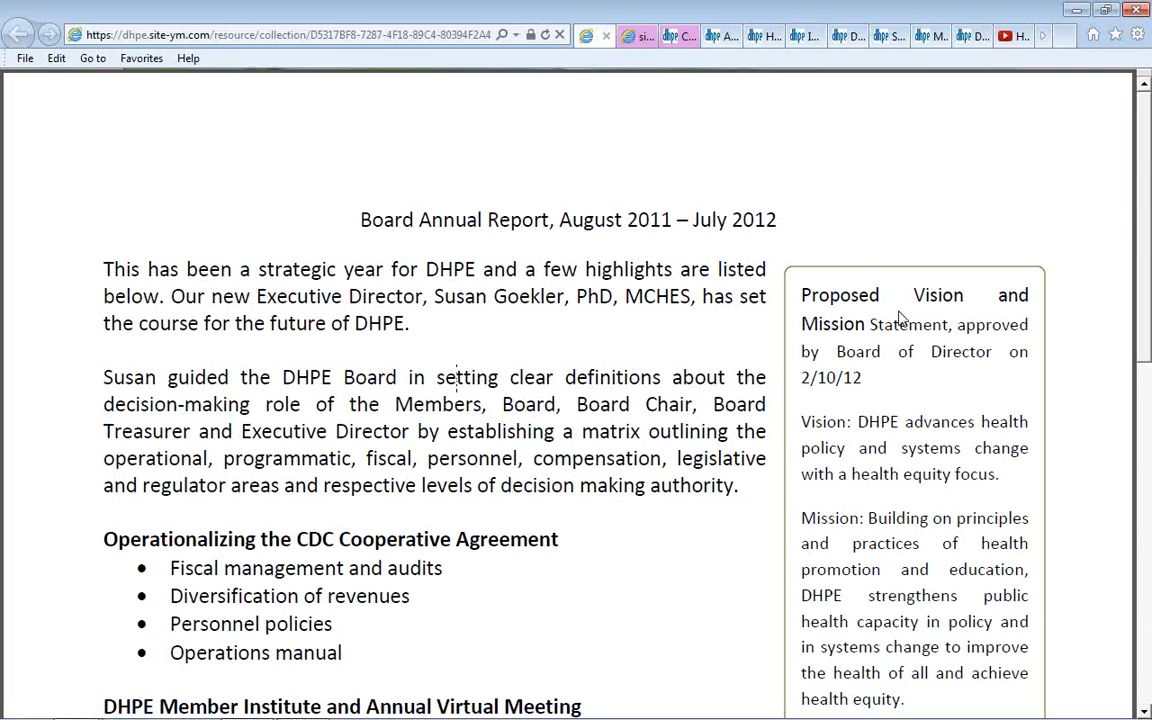 https://dhpe.site-ym.com/resource/collection/D5317BF8-7287-4F18-89C4-80394F2A4
si...
dhpe C...
dhpe A...
dhpe H...
dhpe I...
dhpe D...
dhpe S...
dhpe M...
dhpe D...
H..
File Edit Go to Favorites Help
Board Annual Report, August 2011 – July 2012
This has been a strategic year for DHPE and a few highlights are listed
below. Our new Executive Director, Susan Goekler, PhD, MCHES, has set
the course for the future of DHPE.
Susan guided the DHPE Board in setting clear definitions about the
decision-making role of the Members, Board, Board Chair, Board
Treasurer and Executive Director by establishing a matrix outlining the
operational, programmatic, fiscal, personnel, compensation, legislative
and regulator areas and respective levels of decision making authority.
Operationalizing the CDC Cooperative Agreement
• Fiscal management and audits
• Diversification of revenues
• Personnel policies
• Operations manual
DHPE Member Institute and Annual Virtual Meeting
Proposed Vision and
Mission Statement, approved
by Board of Director on
2/10/12
Vision: DHPE advances health
policy and systems change
with a health equity focus.
Mission: Building on principles
and practices of health
promotion and education,
DHPE strengthens public
health capacity in policy and
in systems change to improve
the health of all and achieve
health equity.